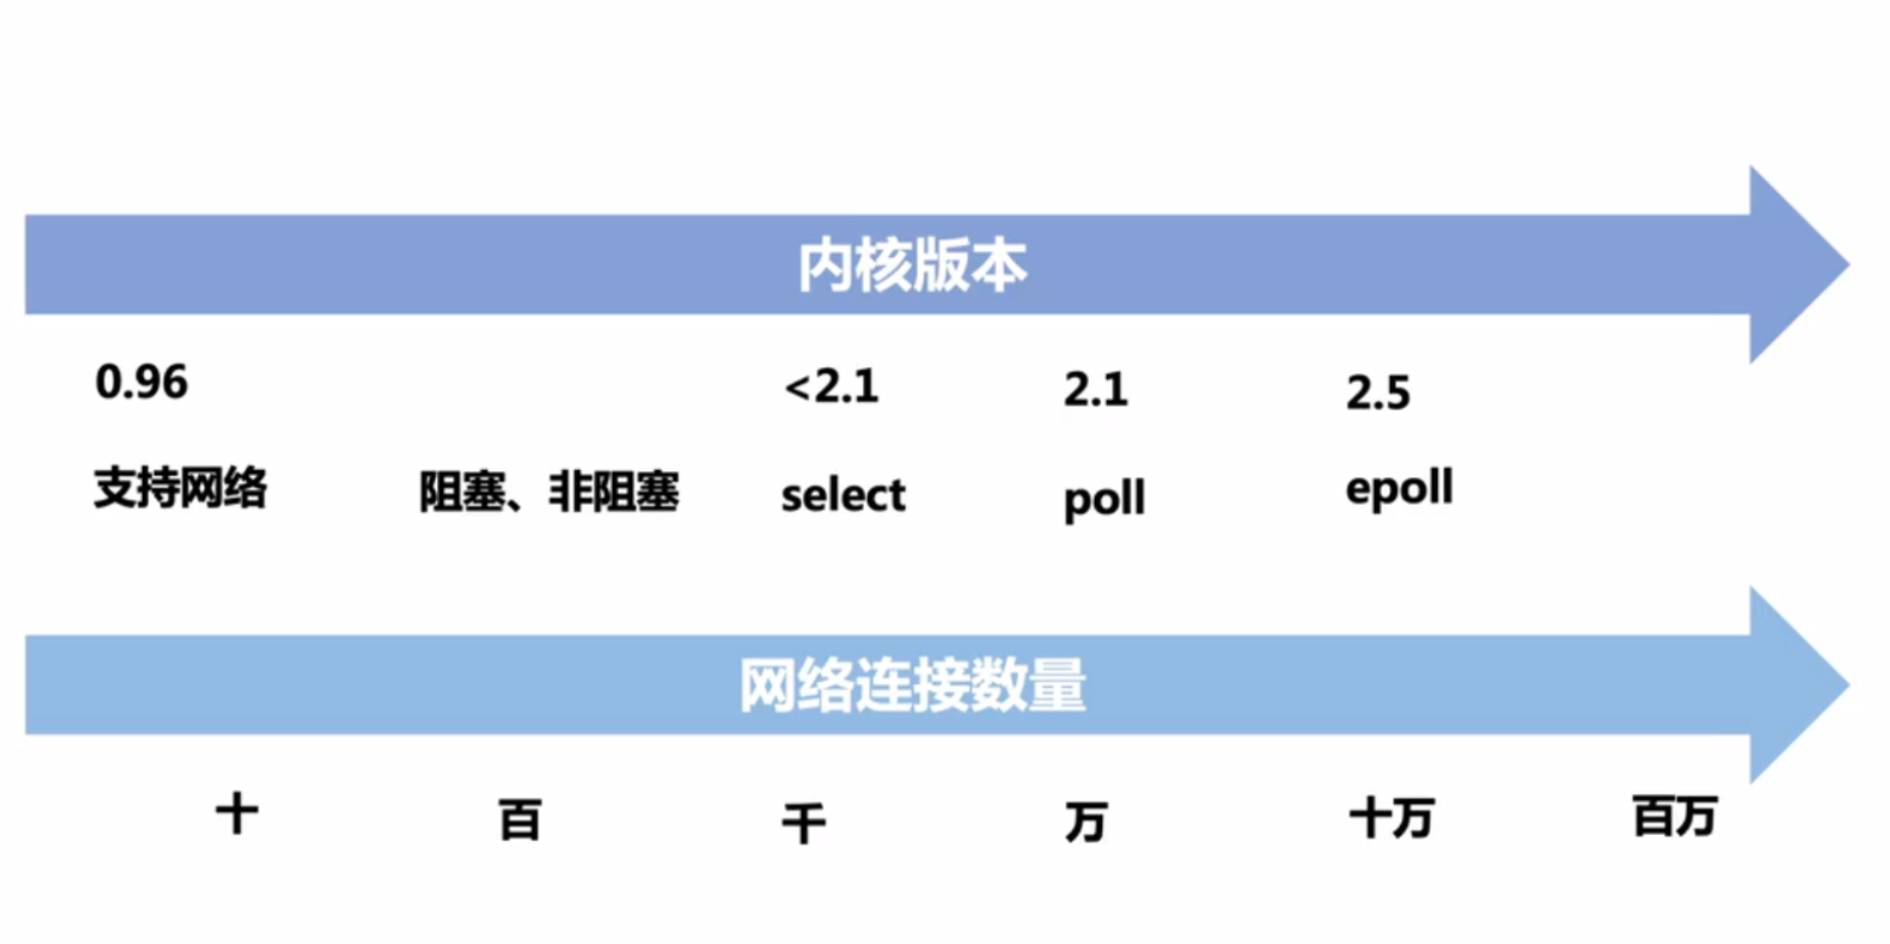 内核版本
0.96 <2.1 2.1 2.5
支持网络 阻塞、非阻塞 select poll epoll
网络连接数量
十 百 千 万 十万 百万